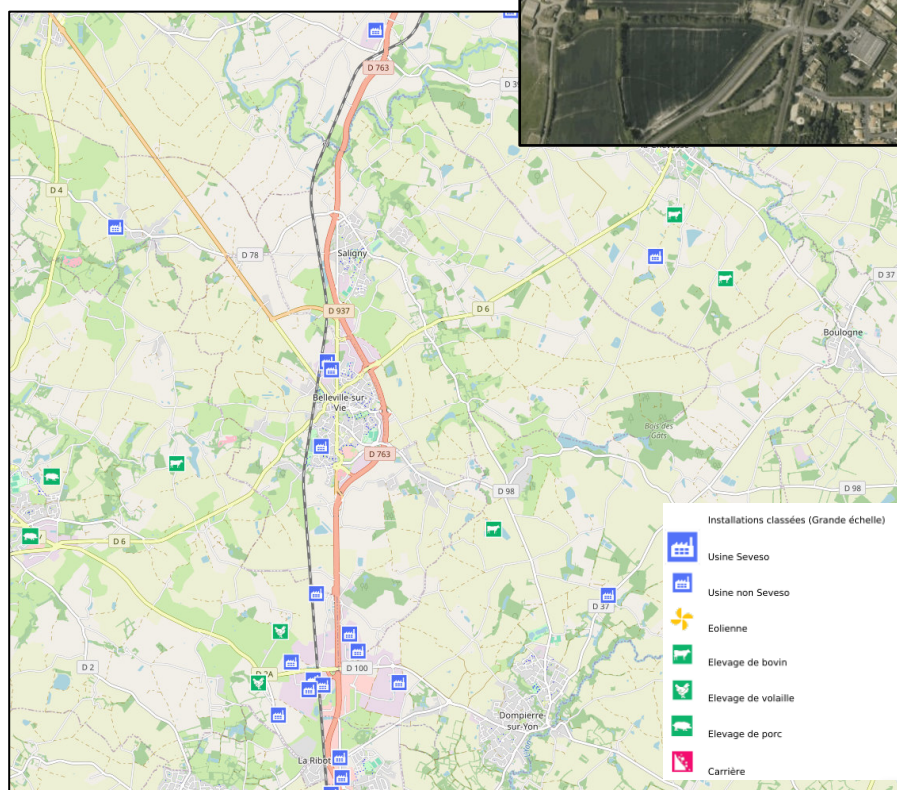 D 763
D 39
D 4
D 78
Saligny
D 37
D 937
D 6
Boulogne
Belleville-sur-
Vie
Bois des
Gats
D 763
D 98
D 98
D 6
D 37
D 2
D 2A
D 100
Dompierre-
sur-Yon
La Ribot
Installations classées (Grande échelle)
Usine Seveso
Usine non Seveso
Eolienne
Elevage de bovin
Elevage de volaille
Elevage de porc
Carrière